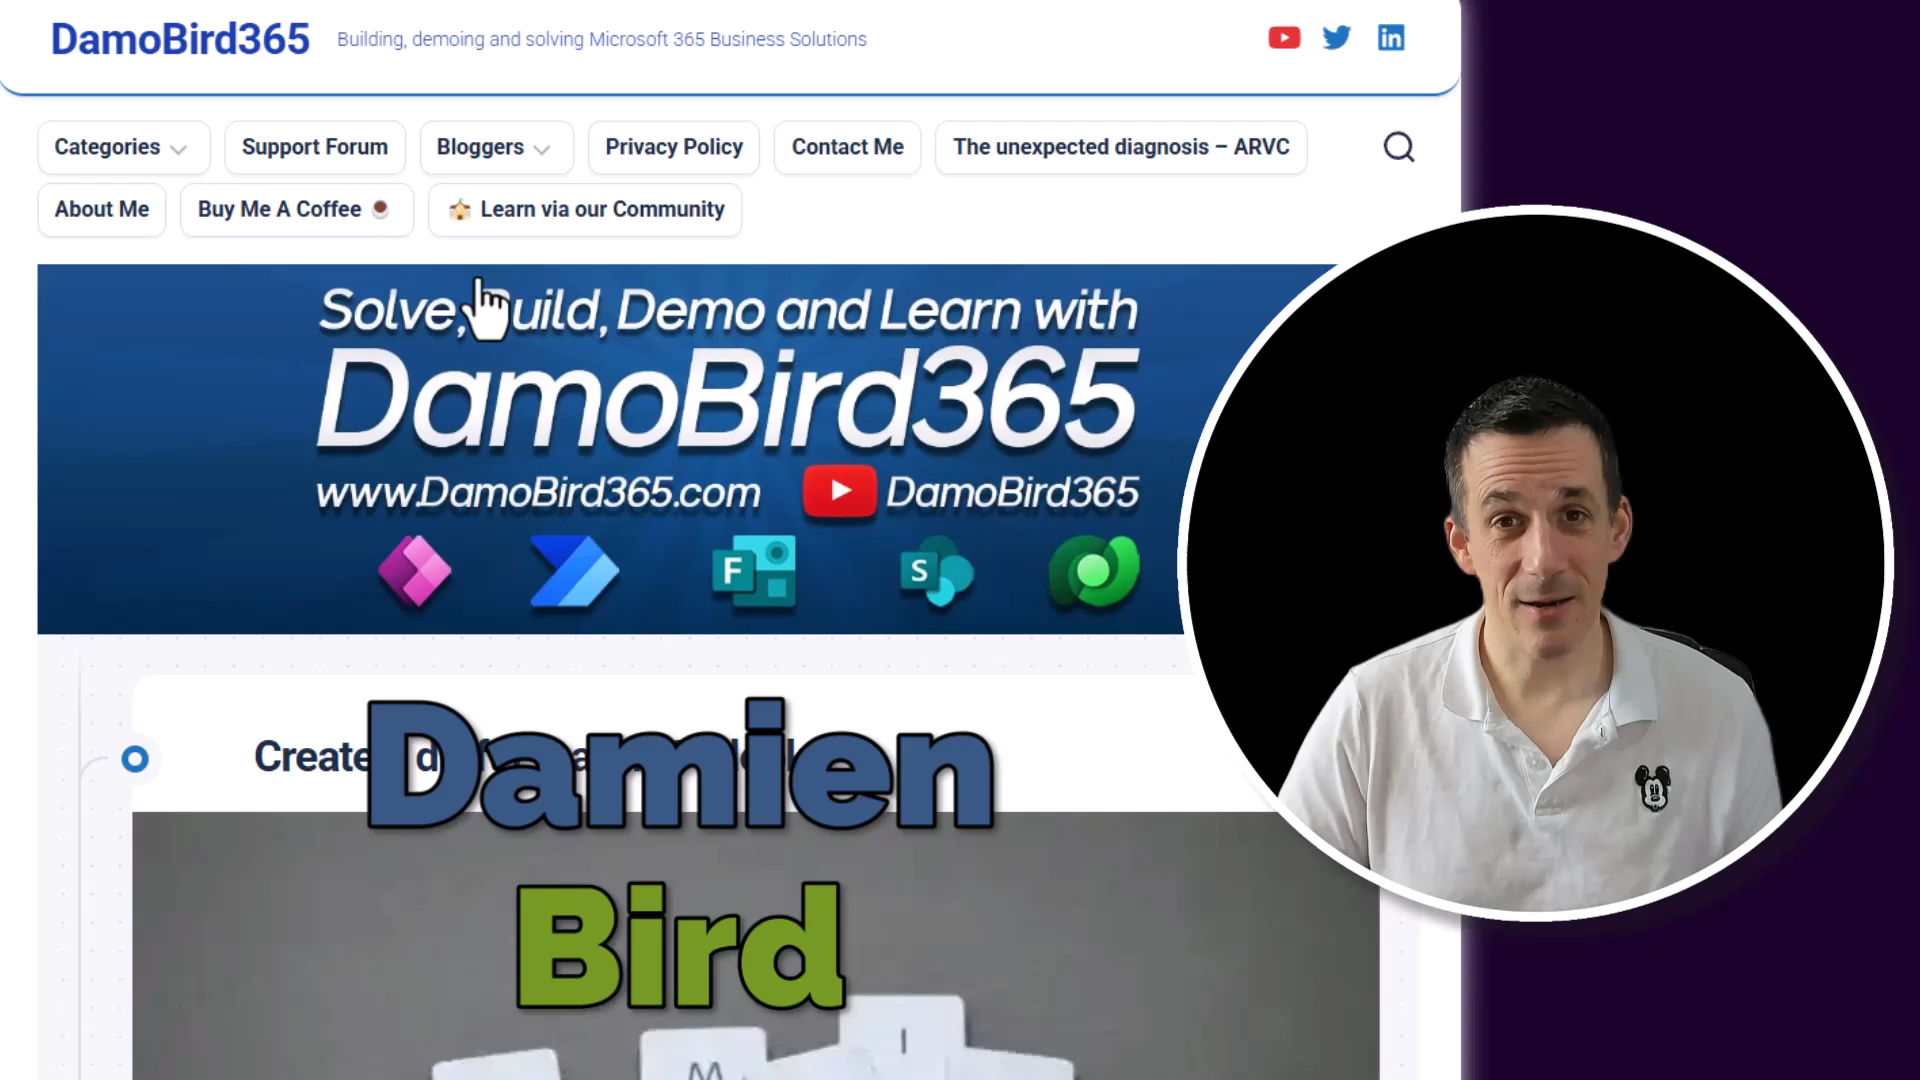 DamoBird365
Building, demoing and solving Microsoft 365 Business Solutions
Categories
Support Forum
Bloggers
Privacy Policy
Contact Me
The unexpected diagnosis – ARVC
About Me
Buy Me A Coffee
Learn via our Community
Solve, Build, Demo and Learn with
DamoBird365
www.DamoBird365.com
DamoBird365
F
S
Create
Damien
Bird
I
M